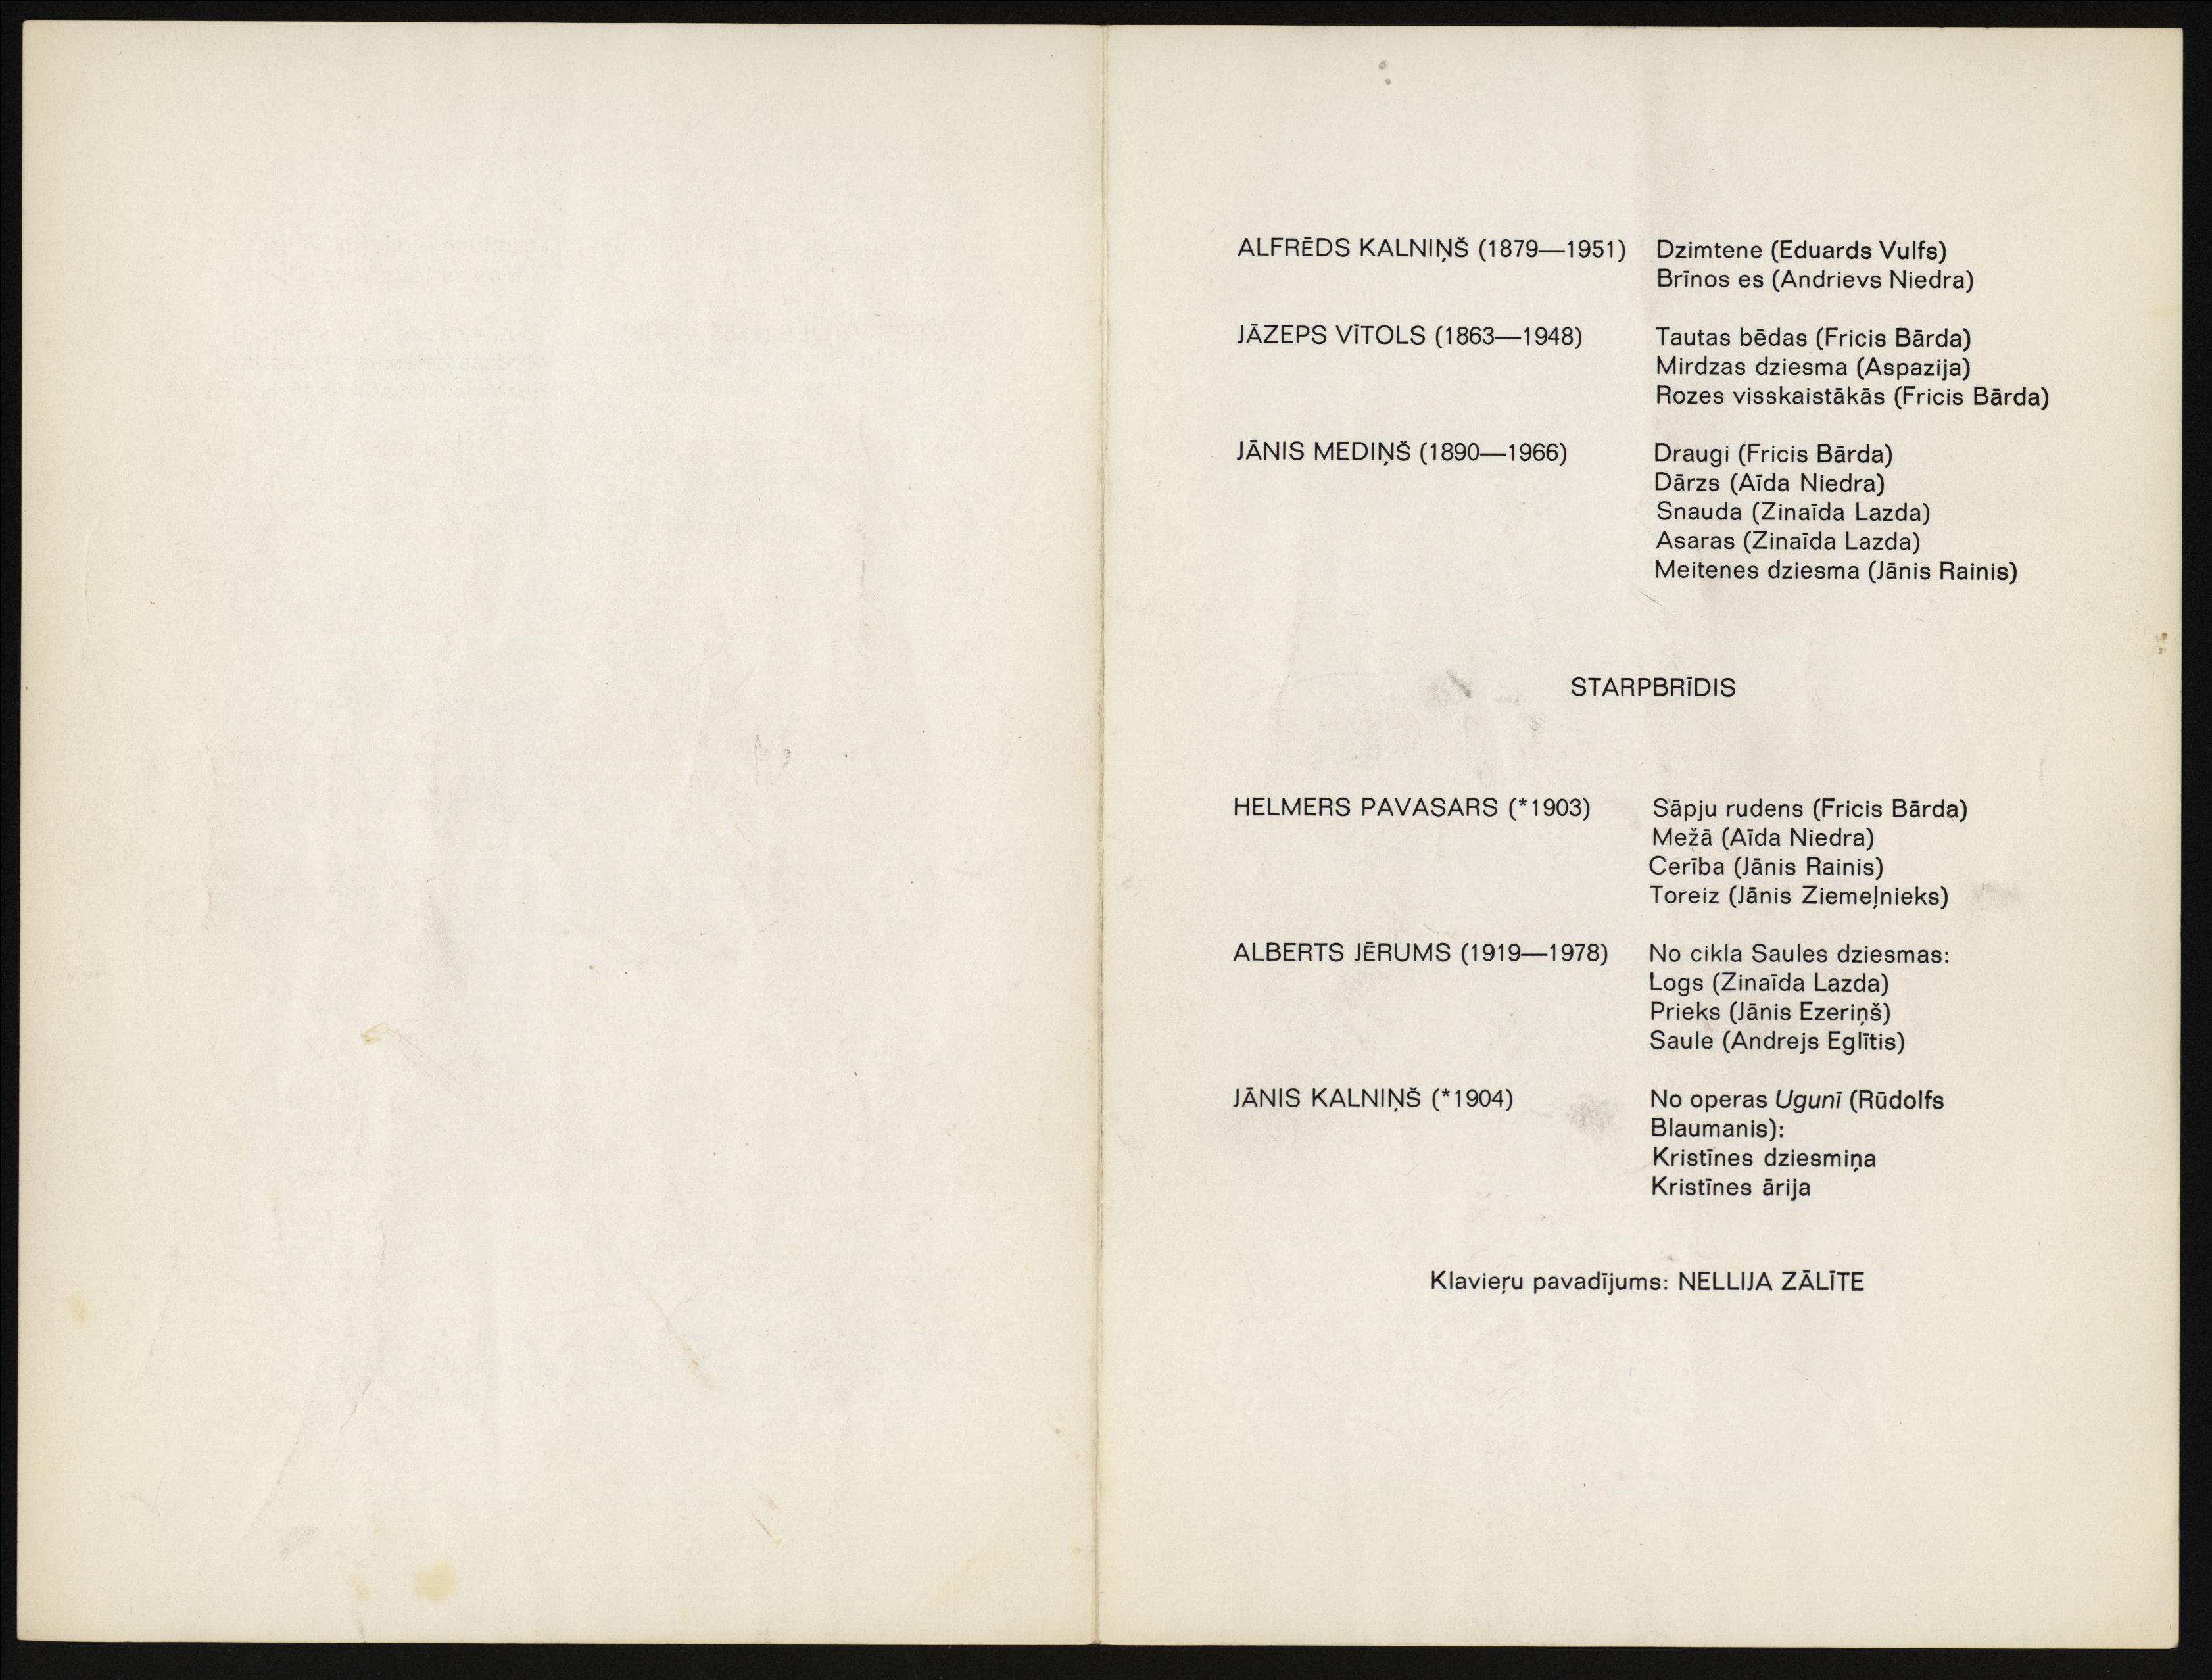 ALFRĒDS KALNIŅŠ (1879—1951) Dzimtene (Eduards Vulfs)
Brīnos es (Andrievs Niedra)
JĀZEPS VĪTOLS (1863—1948) Tautas bēdas (Fricis Bārda)
Mirdzas dziesma (Aspazija)
Rozes visskaistākās (Fricis Bārda)
JĀNIS MEDIŅŠ (1890—1966) Draugi (Fricis Bārda)
Dārzs (Aīda Niedra)
Snauda (Zinaīda Lazda)
Asaras (Zinaīda Lazda)
Meitenes dziesma (Jānis Rainis)
STARPBRĪDIS
HELMERS PAVASARS (*1903) Sāpju rudens (Fricis Bārda)
Mežā (Aīda Niedra)
Cerība (Jānis Rainis)
Toreiz (Jānis Ziemeļnieks)
ALBERTS JĒRUMS (1919—1978) No cikla Saules dziesmas:
Logs (Zinaīda Lazda)
Prieks (Jānis Ezeriņš)
Saule (Andrejs Eglītis)
JĀNIS KALNIŅŠ (*1904) No operas Ugunī (Rūdolfs
Blaumanis):
Kristīnes dziesmiņa
Kristīnes ārija
Klavieŗu pavadījums: NELLIJA ZĀLĪTE